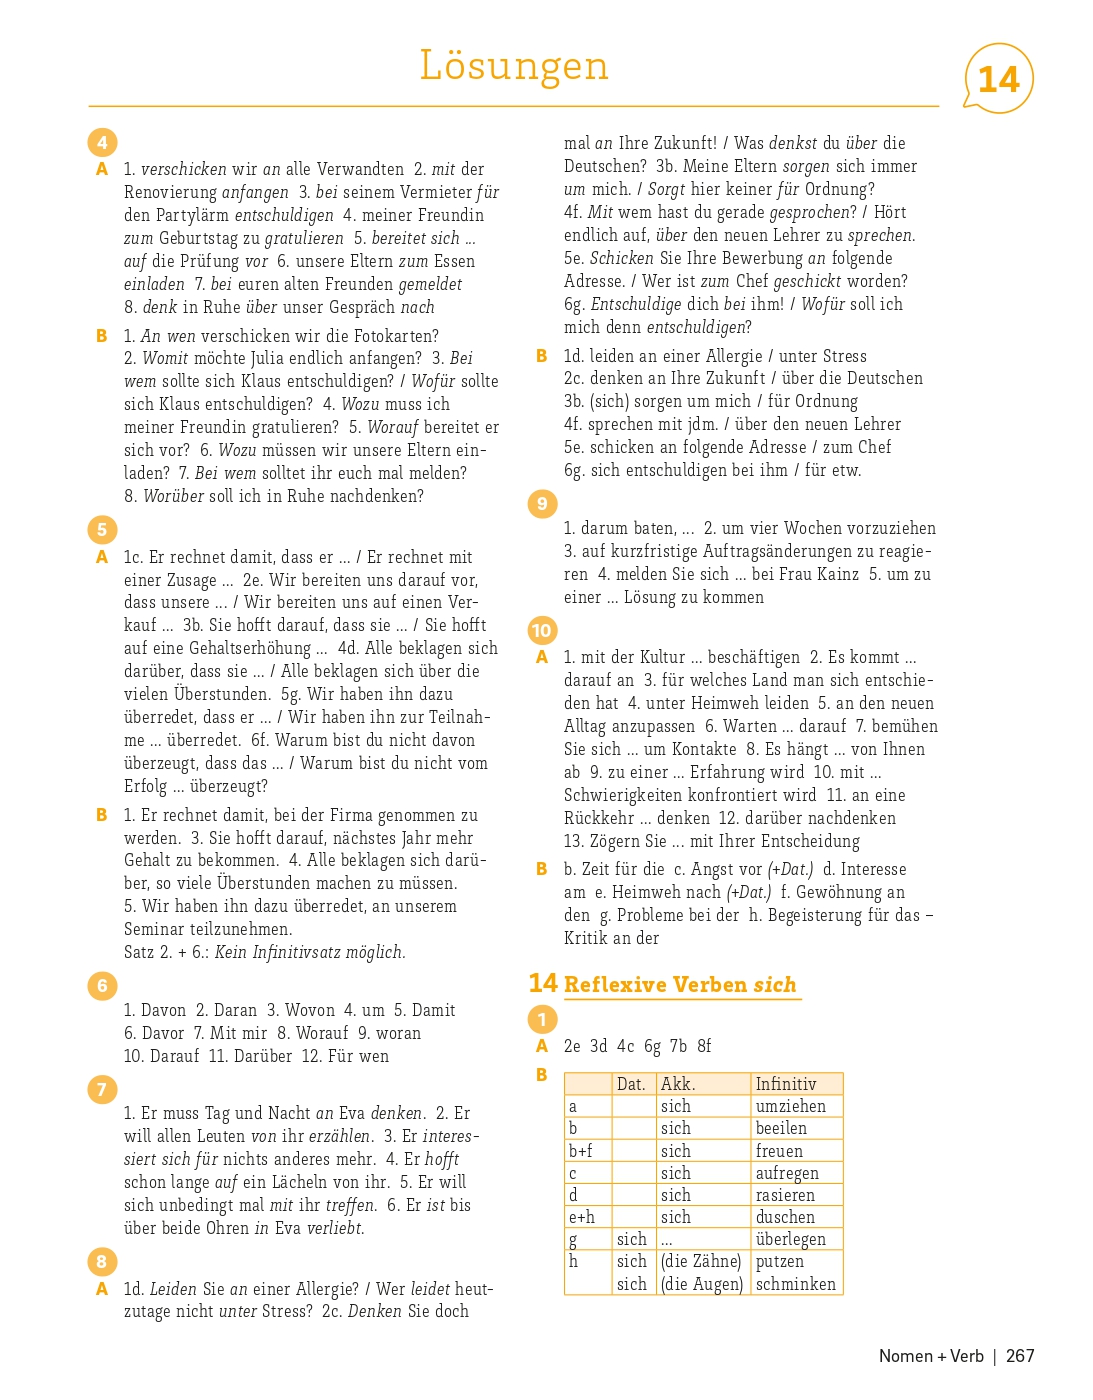 Lösungen
14
4
A 1. verschicken wir an alle Verwandten 2. mit der
Renovierung anfangen 3. bei seinem Vermieter für
den Partylärm entschuldigen 4. meiner Freundin
zum Geburtstag zu gratulieren 5. bereitet sich ...
auf die Prüfung vor 6. unsere Eltern zum Essen
einladen 7. bei euren alten Freunden gemeldet
8. denk in Ruhe über unser Gespräch nach
B 1. An wen verschicken wir die Fotokarten?
2. Womit möchte Julia endlich anfangen? 3. Bei
wem sollte sich Klaus entschuldigen? / Wofür sollte
sich Klaus entschuldigen? 4. Wozu muss ich
meiner Freundin gratulieren? 5. Worauf bereitet er
sich vor? 6. Wozu müssen wir unsere Eltern ein-
laden? 7. Bei wem solltet ihr euch mal melden?
8. Worüber soll ich in Ruhe nachdenken?
5
A 1c. Er rechnet damit, dass er ... / Er rechnet mit
einer Zusage ... 2e. Wir bereiten uns darauf vor,
dass unsere ... / Wir bereiten uns auf einen Ver-
kauf ... 3b. Sie hofft darauf, dass sie ... / Sie hofft
auf eine Gehaltserhöhung ... 4d. Alle beklagen sich
darüber, dass sie ... / Alle beklagen sich über die
vielen Überstunden. 5g. Wir haben ihn dazu
überredet, dass er ... / Wir haben ihn zur Teilnah-
me ... überredet. 6f. Warum bist du nicht davon
überzeugt, dass das ... / Warum bist du nicht vom
Erfolg ... überzeugt?
B 1. Er rechnet damit, bei der Firma genommen zu
werden. 3. Sie hofft darauf, nächstes Jahr mehr
Gehalt zu bekommen. 4. Alle beklagen sich darü-
ber, so viele Überstunden machen zu müssen.
5. Wir haben ihn dazu überredet, an unserem
Seminar teilzunehmen.
Satz 2. + 6.: Kein Infinitivsatz möglich.
6
1. Davon 2. Daran 3. Wovon 4. um 5. Damit
6. Davor 7. Mit mir 8. Worauf 9. woran
10. Darauf 11. Darüber 12. Für wen
7
1. Er muss Tag und Nacht an Eva denken. 2. Er
will allen Leuten von ihr erzählen. 3. Er interes-
siert sich für nichts anderes mehr. 4. Er hofft
schon lange auf ein Lächeln von ihr. 5. Er will
sich unbedingt mal mit ihr treffen. 6. Er ist bis
über beide Ohren in Eva verliebt.
8
A 1d. Leiden Sie an einer Allergie? / Wer leidet heut-
zutage nicht unter Stress? 2c. Denken Sie doch
mal an Ihre Zukunft! / Was denkst du über die
Deutschen? 3b. Meine Eltern sorgen sich immer
um mich. / Sorgt hier keiner für Ordnung?
4f. Mit wem hast du gerade gesprochen? / Hört
endlich auf, über den neuen Lehrer zu sprechen.
5e. Schicken Sie Ihre Bewerbung an folgende
Adresse. / Wer ist zum Chef geschickt worden?
6g. Entschuldige dich bei ihm! / Wofür soll ich
mich denn entschuldigen?
B 1d. leiden an einer Allergie / unter Stress
2c. denken an Ihre Zukunft / über die Deutschen
3b. (sich) sorgen um mich / für Ordnung
4f. sprechen mit jdm. / über den neuen Lehrer
5e. schicken an folgende Adresse / zum Chef
6g. sich entschuldigen bei ihm / für etw.
9
1. darum baten, ... 2. um vier Wochen vorzuziehen
3. auf kurzfristige Auftragsänderungen zu reagie-
ren 4. melden Sie sich ... bei Frau Kainz 5. um zu
einer ... Lösung zu kommen
10
A 1. mit der Kultur ... beschäftigen 2. Es kommt ...
darauf an 3. für welches Land man sich entschie-
den hat 4. unter Heimweh leiden 5. an den neuen
Alltag anzupassen 6. Warten ... darauf 7. bemühen
Sie sich ... um Kontakte 8. Es hängt ... von Ihnen
ab 9. zu einer ... Erfahrung wird 10. mit ...
Schwierigkeiten konfrontiert wird 11. an eine
Rückkehr ... denken 12. darüber nachdenken
13. Zögern Sie ... mit Ihrer Entscheidung
B b. Zeit für die c. Angst vor (+Dat.) d. Interesse
am e. Heimweh nach (+Dat.) f. Gewöhnung an
den g. Probleme bei der h. Begeisterung für das –
Kritik an der
14 Reflexive Verben sich
1
A 2e 3d 4c 6g 7b 8f
B
Dat. Akk. Infinitiv
a sich umziehen
b sich beeilen
b+f sich freuen
c sich aufregen
d sich rasieren
e+h sich duschen
g sich ... überlegen
h sich (die Zähne) putzen
sich (die Augen) schminken
Nomen + Verb | 267